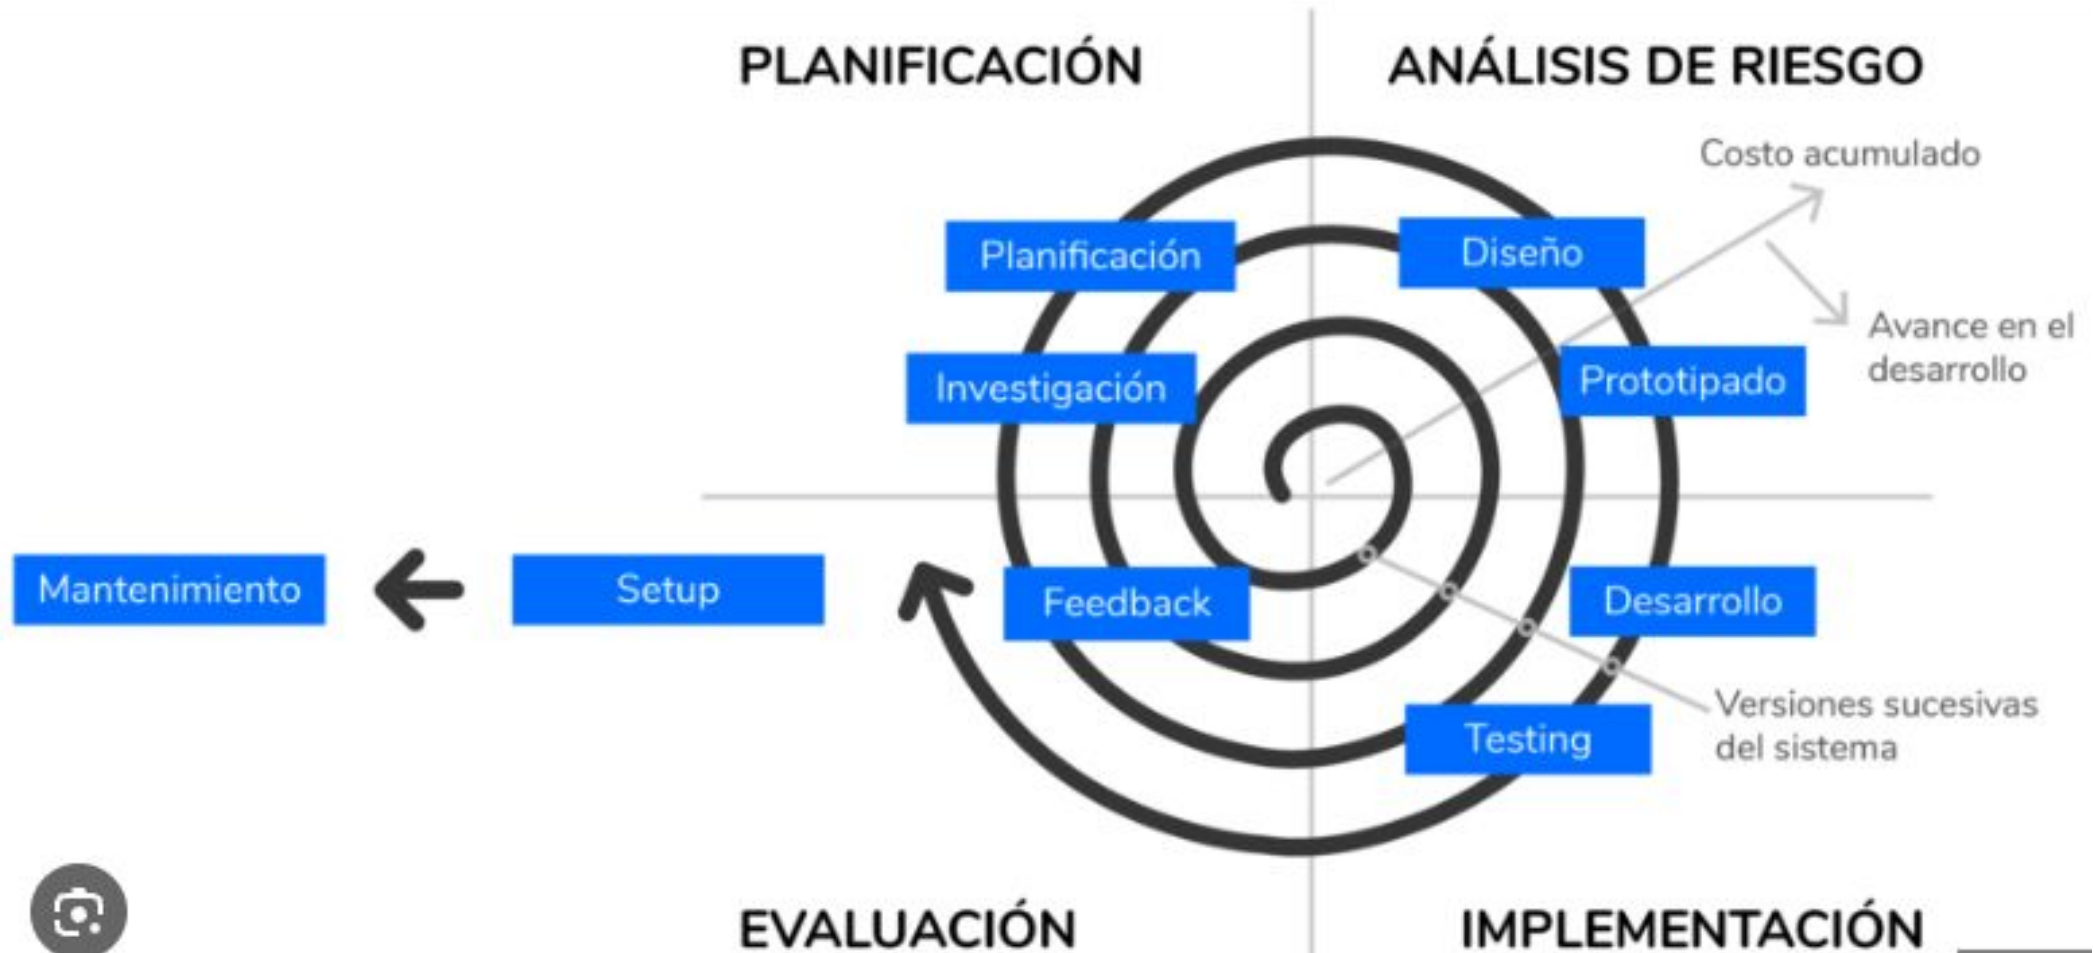 PLANIFICACIÓN
ANÁLISIS DE RIESGO
Costo acumulado
Planificación
Diseño
Avance en el
desarrollo
Investigación
Prototipado
Mantenimiento
Setup
Feedback
Desarrollo
Versiones sucesivas
del sistema
Testing
EVALUACIÓN
IMPLEMENTACIÓN